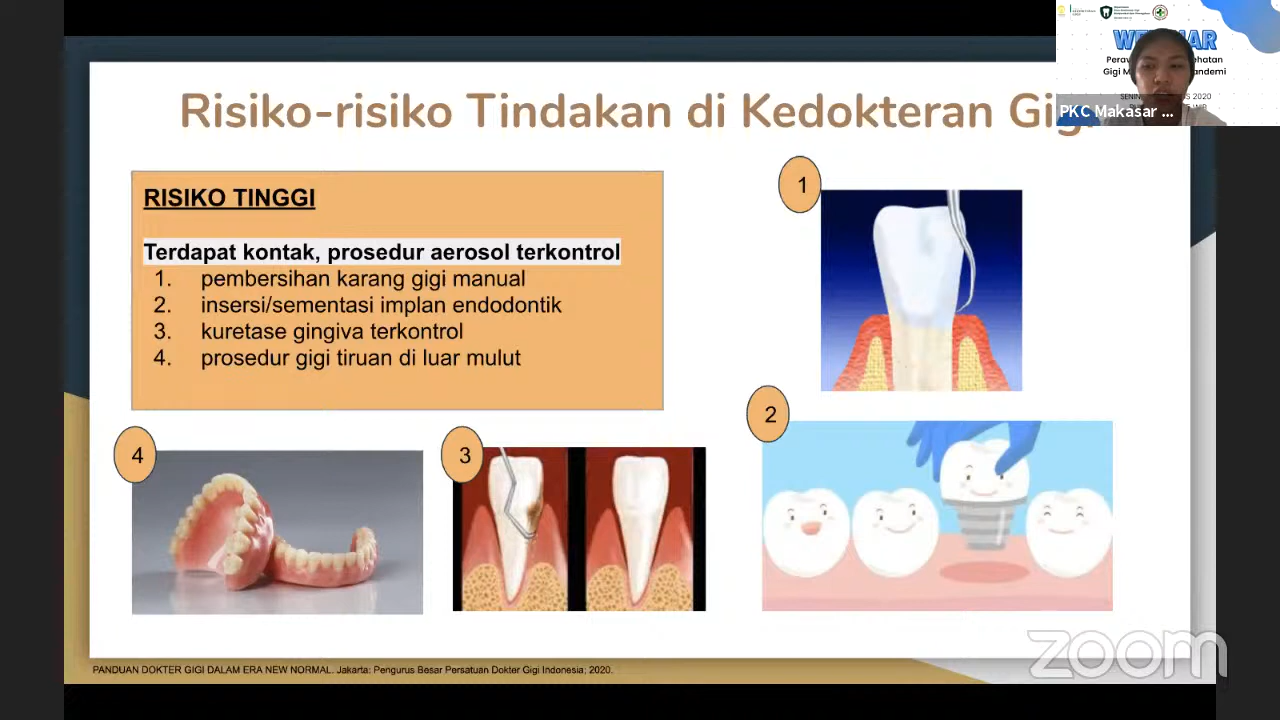 Risiko-risiko Tindakan di Kedokteran Gigi
RISIKO TINGGI
Terdapat kontak, prosedur aerosol terkontrol
1. pembersihan karang gigi manual
2. insersi/sementasi implan endodontik
3. kuretase gingiva terkontrol
4. prosedur gigi tiruan di luar mulut
1
2
3
4
PANDUAN DOKTER GIGI DALAM ERA NEW NORMAL. Jakarta: Pengurus Besar Persatuan Dokter Gigi Indonesia; 2020.
PKC Makasar ...
zoom